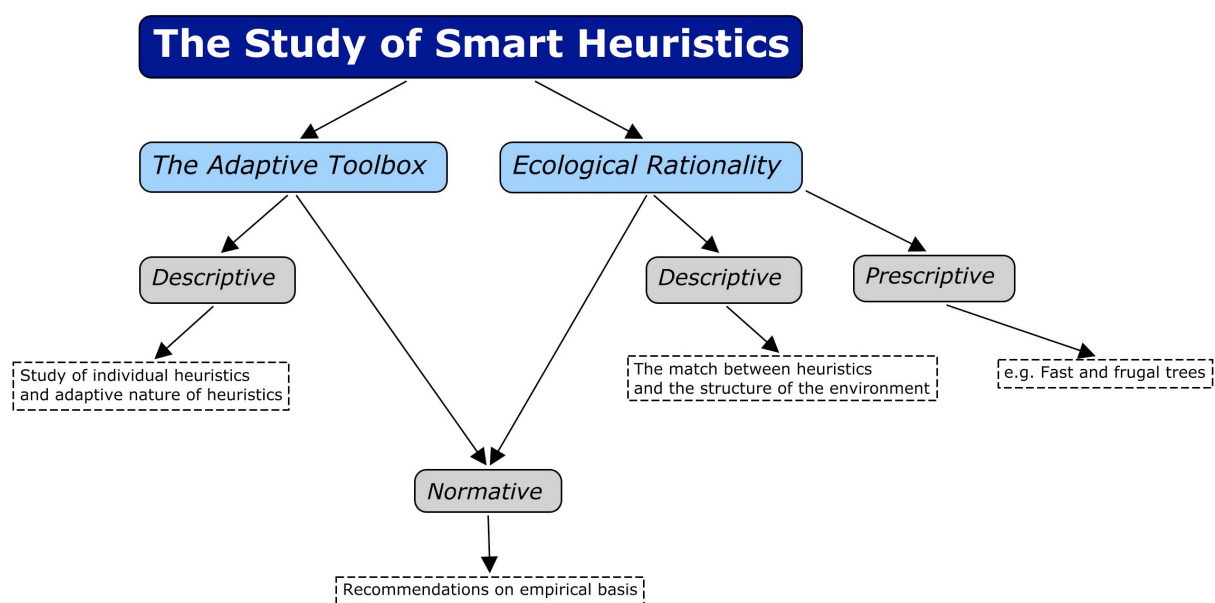 The Study of Smart Heuristics
The Adaptive Toolbox
Ecological Rationality
Descriptive
Descriptive
Prescriptive
Study of individual heuristics
and adaptive nature of heuristics
The match between heuristics
and the structure of the environment
e.g. Fast and frugal trees
Normative
Recommendations on empirical basis